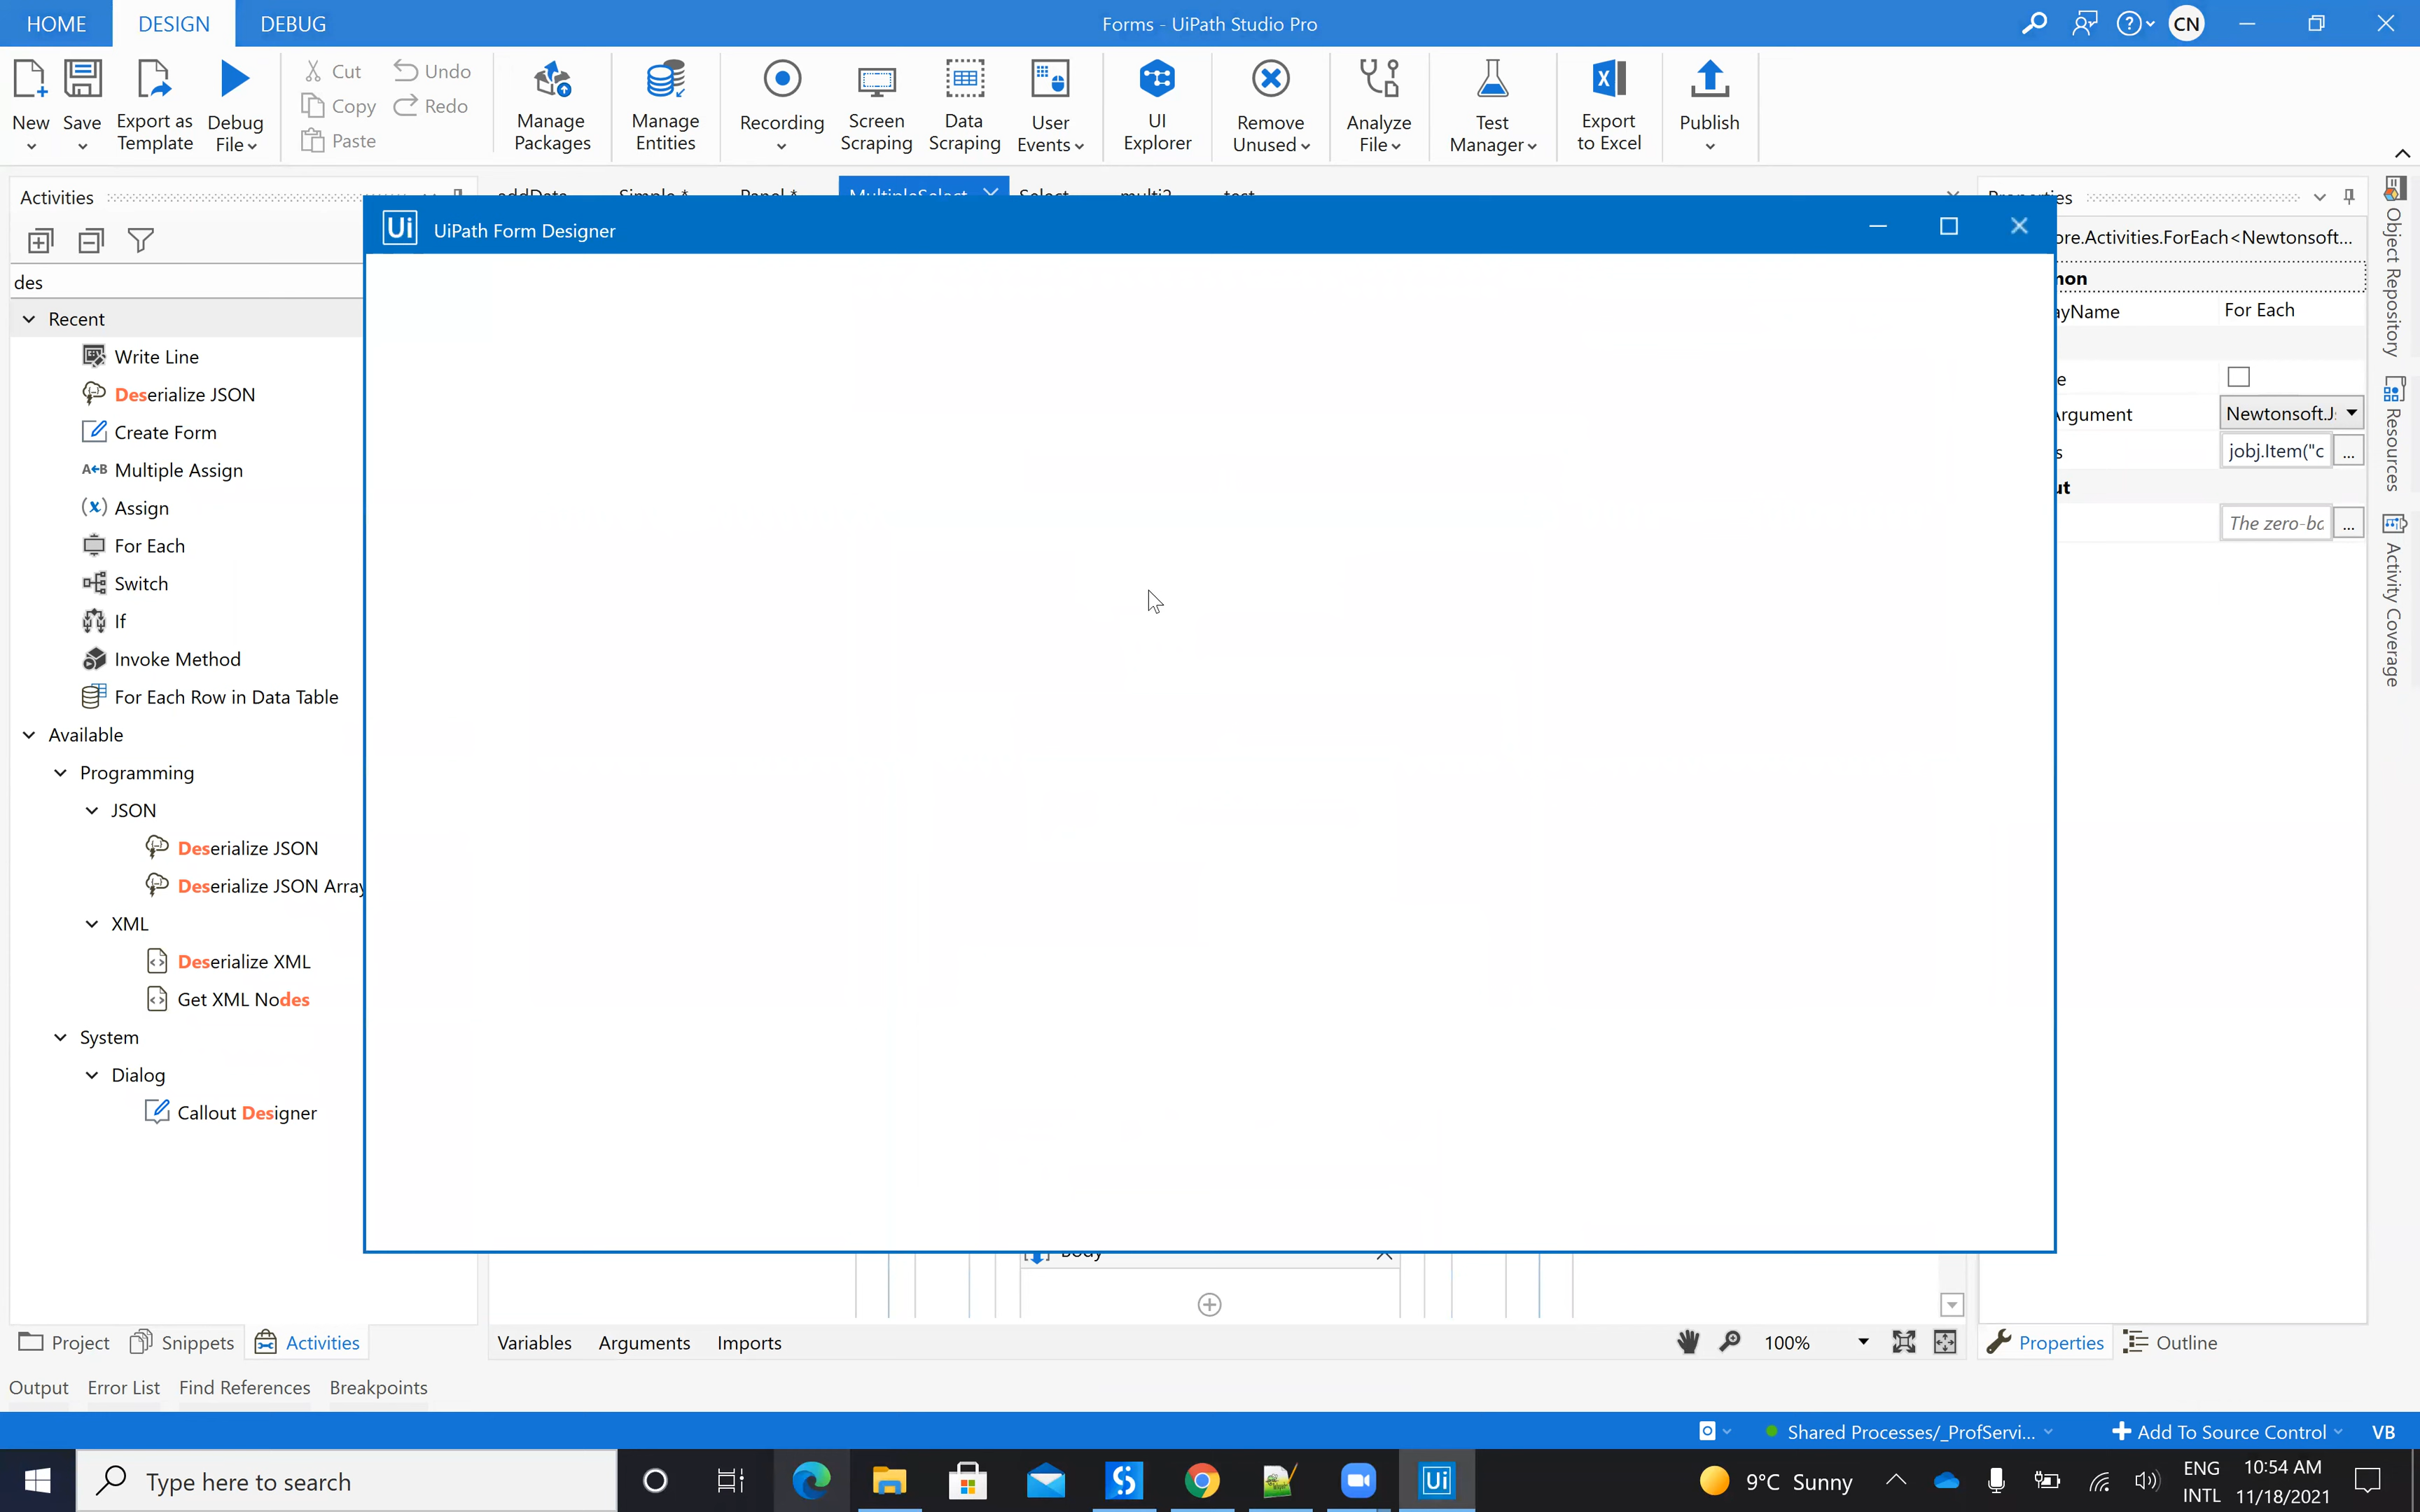 HOME DESIGN DEBUG Forms - UiPath Studio Pro CN
New Save Export as Template Debug File Cut Copy Paste Undo Redo Manage Packages Manage Entities Recording Screen Scraping Data Scraping User Events UI Explorer Remove Unused Analyze File Test Manager Export to Excel Publish
Activities
UiPath Form Designer
des
Recent
Write Line
Deserialize JSON
Create Form
Multiple Assign
Assign
For Each
Switch
If
Invoke Method
For Each Row in Data Table
Available
Programming
JSON
Deserialize JSON
Deserialize JSON Array
XML
Deserialize XML
Get XML Nodes
System
Dialog
Callout Designer
ore.Activities.ForEach<Newtonsoft...
mon
ayName For Each
Argument Newtonsoft.J
jobj.Item("c ...
ut
The zero-bc ...
Object Repository
Resources
Activity Coverage
Project Snippets Activities
Variables Arguments Imports 100%
Properties Outline
Output Error List Find References Breakpoints
Shared Processes/_ProfServi... Add To Source Control VB
Type here to search
9°C Sunny
ENG
INTL
10:54 AM
11/18/2021